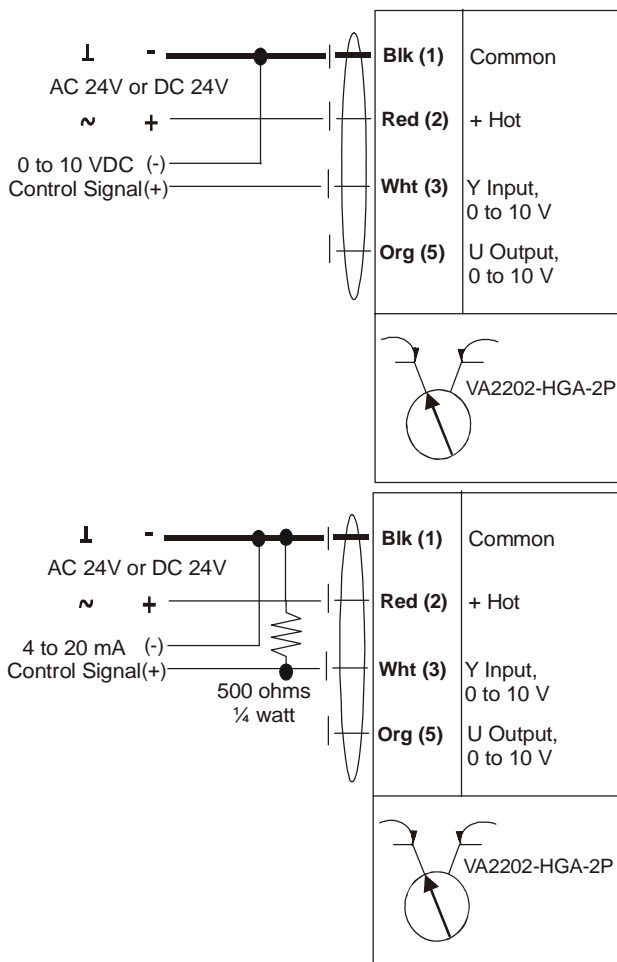 ⊥ -
Blk (1) Common
AC 24V or DC 24V
~ +
Red (2) + Hot
0 to 10 VDC (-)
Control Signal(+)
Wht (3) Y Input,
0 to 10 V
Org (5) U Output,
0 to 10 V
VA2202-HGA-2P
⊥ -
Blk (1) Common
AC 24V or DC 24V
~ +
Red (2) + Hot
4 to 20 mA (-)
Control Signal(+)
500 ohms
¼ watt
Wht (3) Y Input,
0 to 10 V
Org (5) U Output,
0 to 10 V
VA2202-HGA-2P